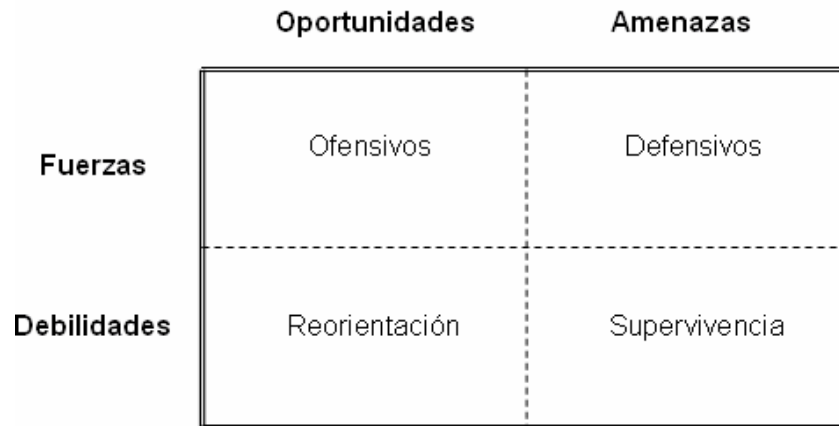 Oportunidades Amenazas
Fuerzas Ofensivos Defensivos
Debilidades Reorientación Supervivencia